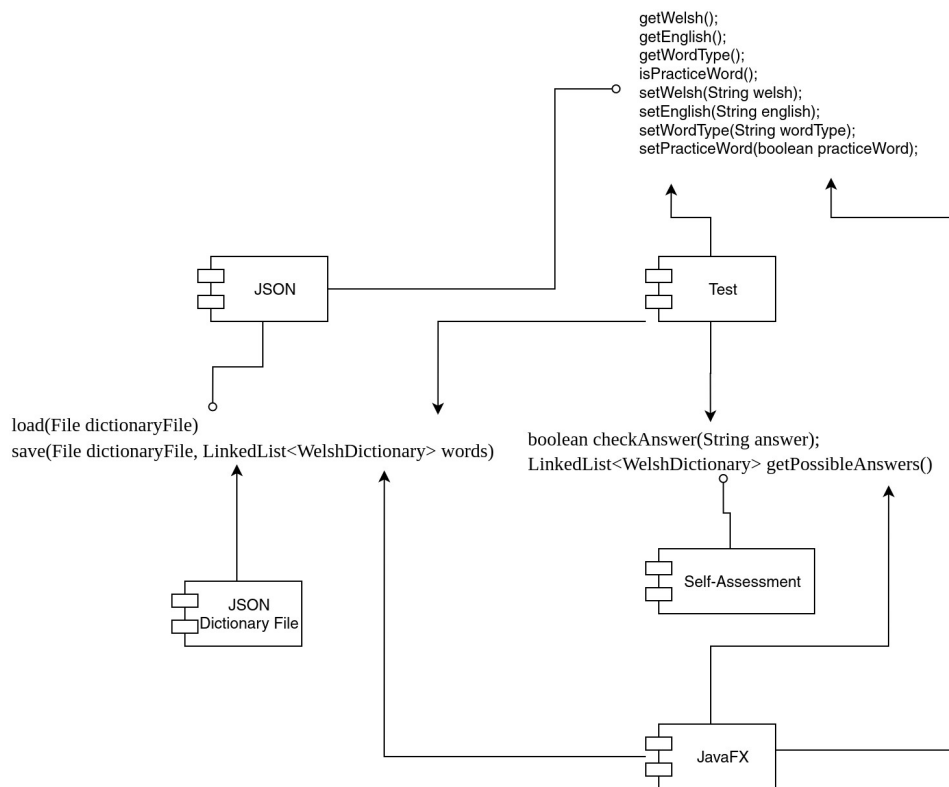 getWelsh();
getEnglish();
getWordType();
isPracticeWord();
setWelsh(String welsh);
setEnglish(String english);
setWordType(String wordType);
setPracticeWord(boolean practiceWord);
JSON
Test
load(File dictionaryFile)
save(File dictionaryFile, LinkedList<WelshDictionary> words)
boolean checkAnswer(String answer);
LinkedList<WelshDictionary> getPossibleAnswers()
Self-Assessment
JSON
Dictionary File
JavaFX